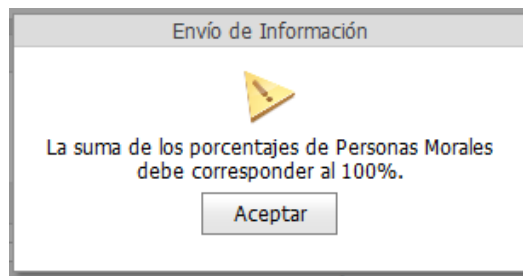 Envío de Información
La suma de los porcentajes de Personas Morales
debe corresponder al 100%.
Aceptar